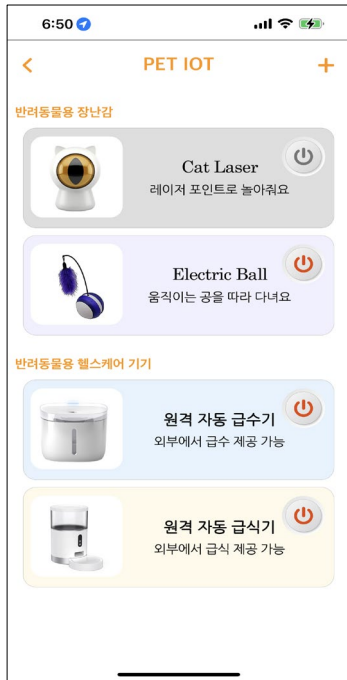 6:50
PET IOT
반려동물용 장난감
Cat Laser
레이저 포인트로 놀아줘요
Electric Ball
움직이는 공을 따라 다녀요
반려동물용 헬스케어 기기
원격 자동 급수기
외부에서 급수 제공 가능
원격 자동 급식기
외부에서 급식 제공 가능